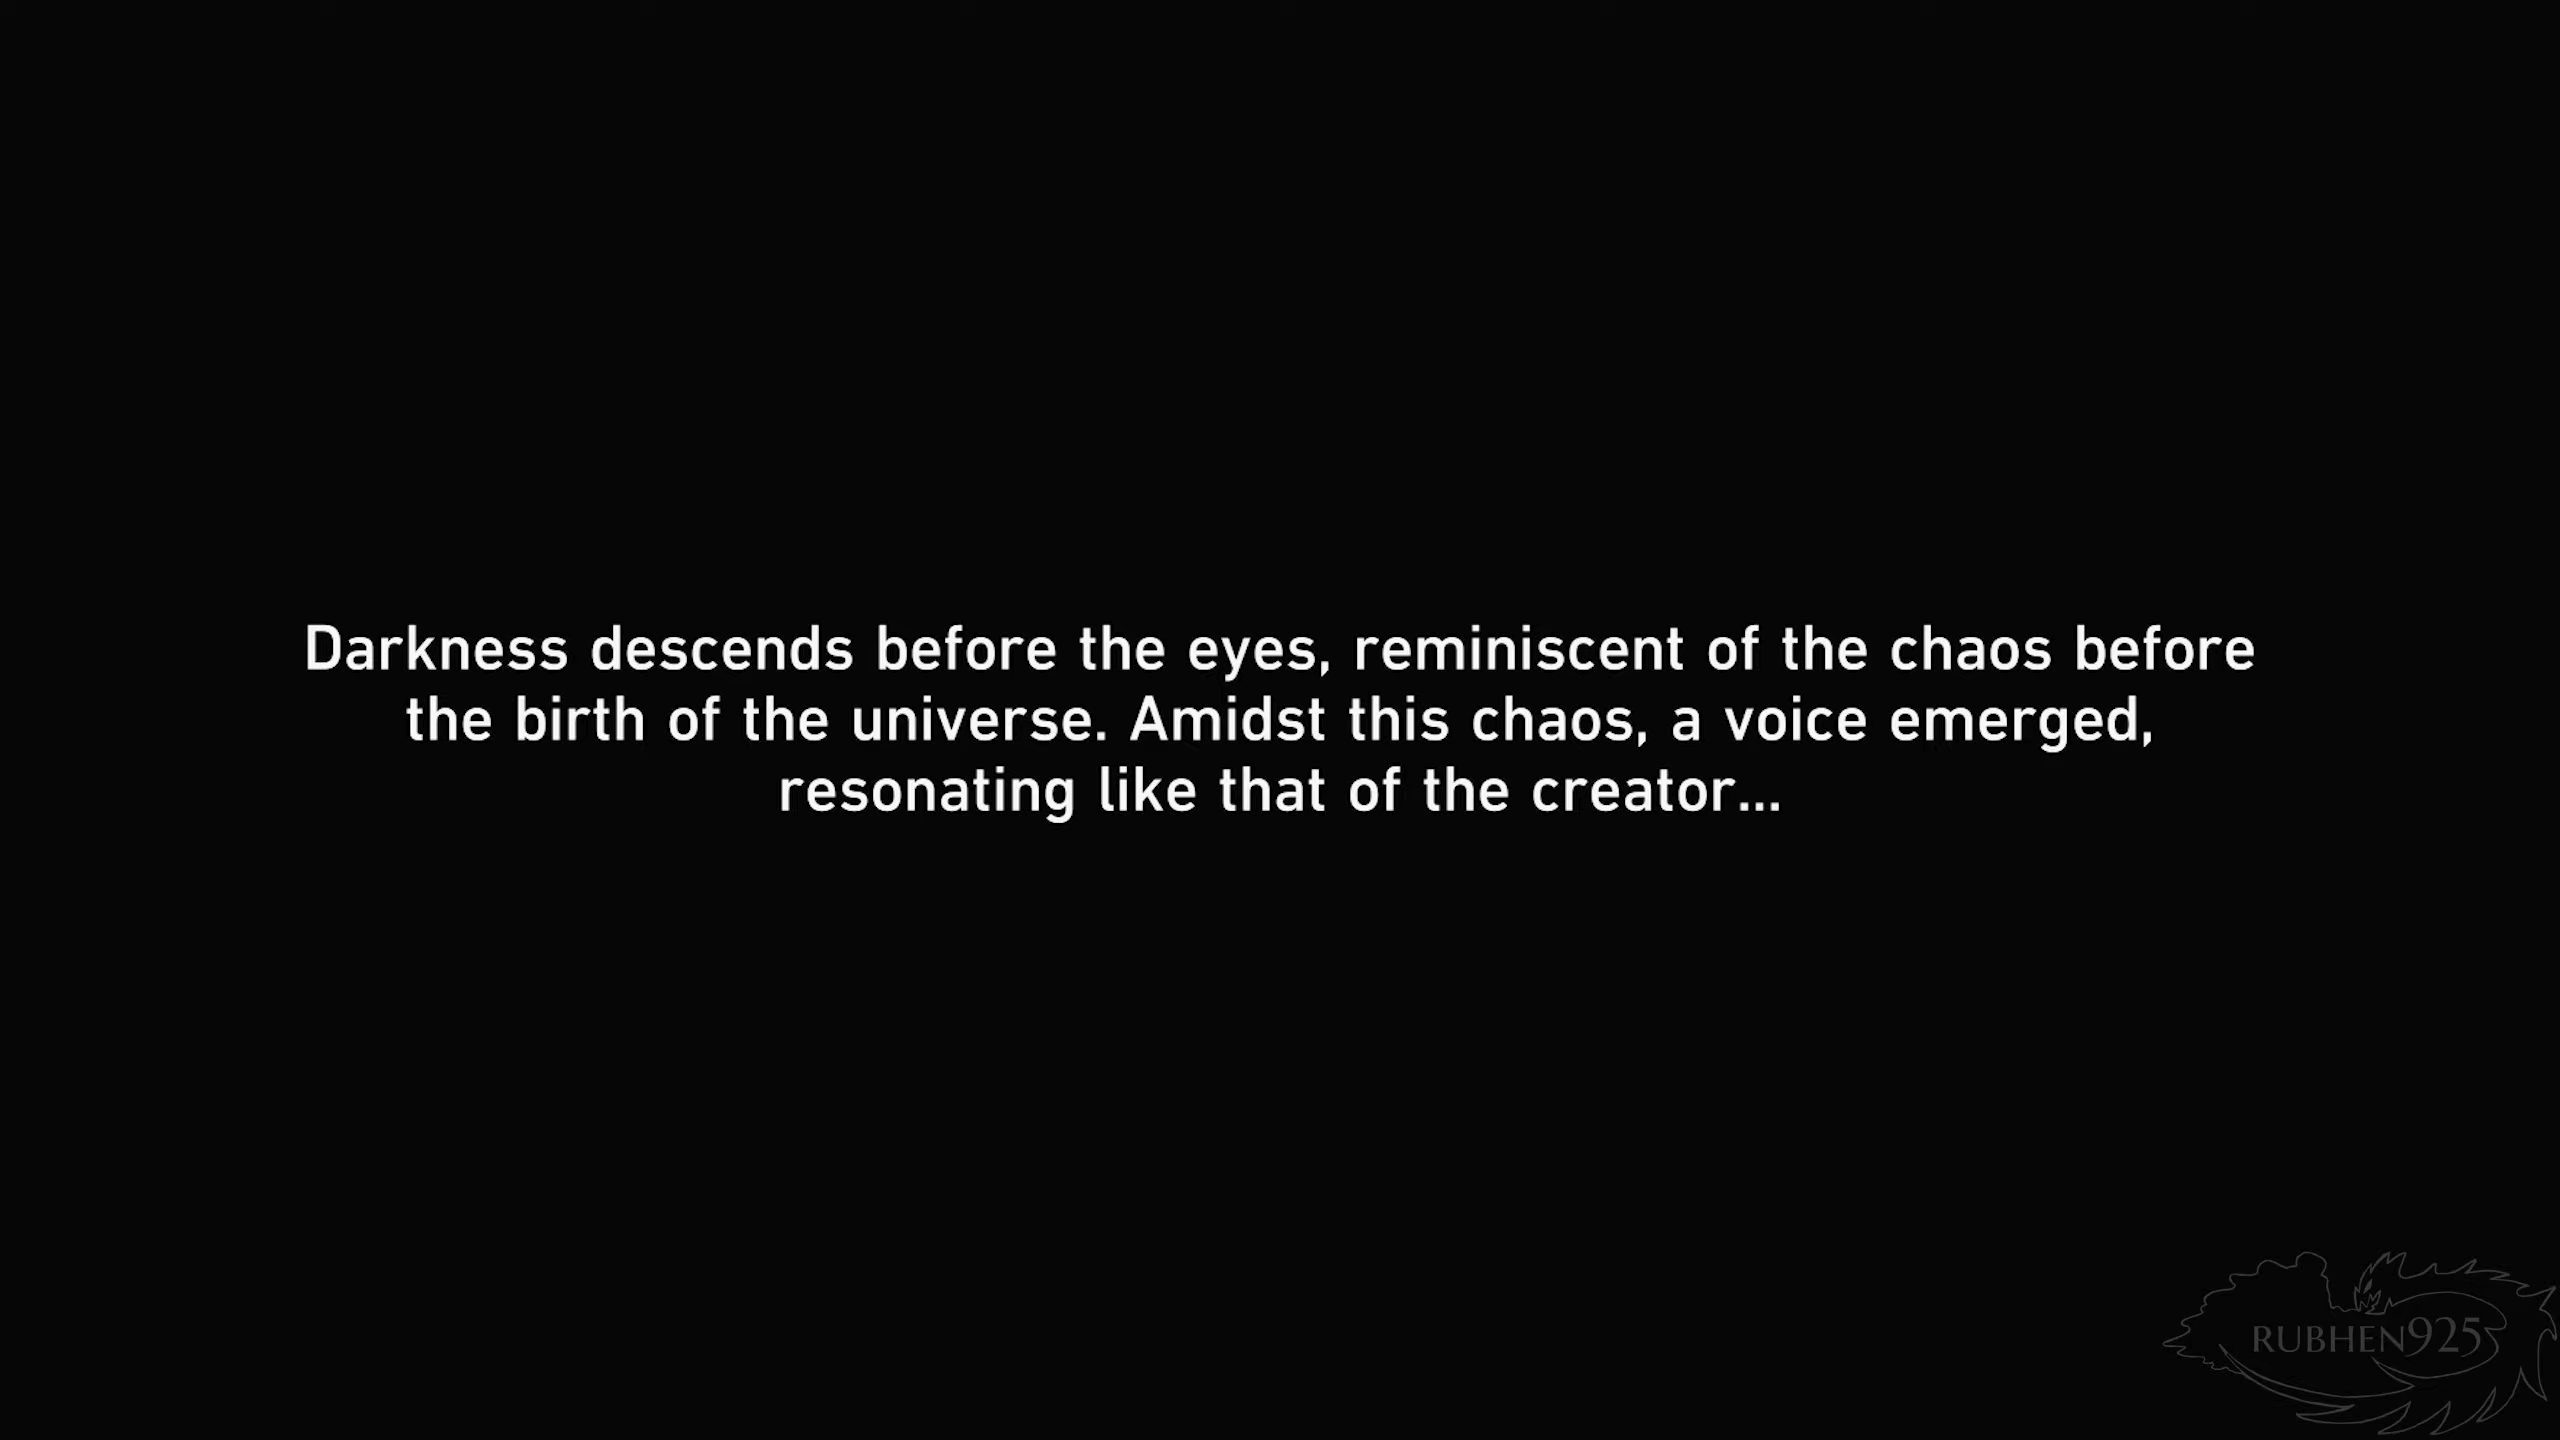 Darkness descends before the eyes, reminiscent of the chaos before
the birth of the universe. Amidst this chaos, a voice emerged,
resonating like that of the creator...
RUBHEN925